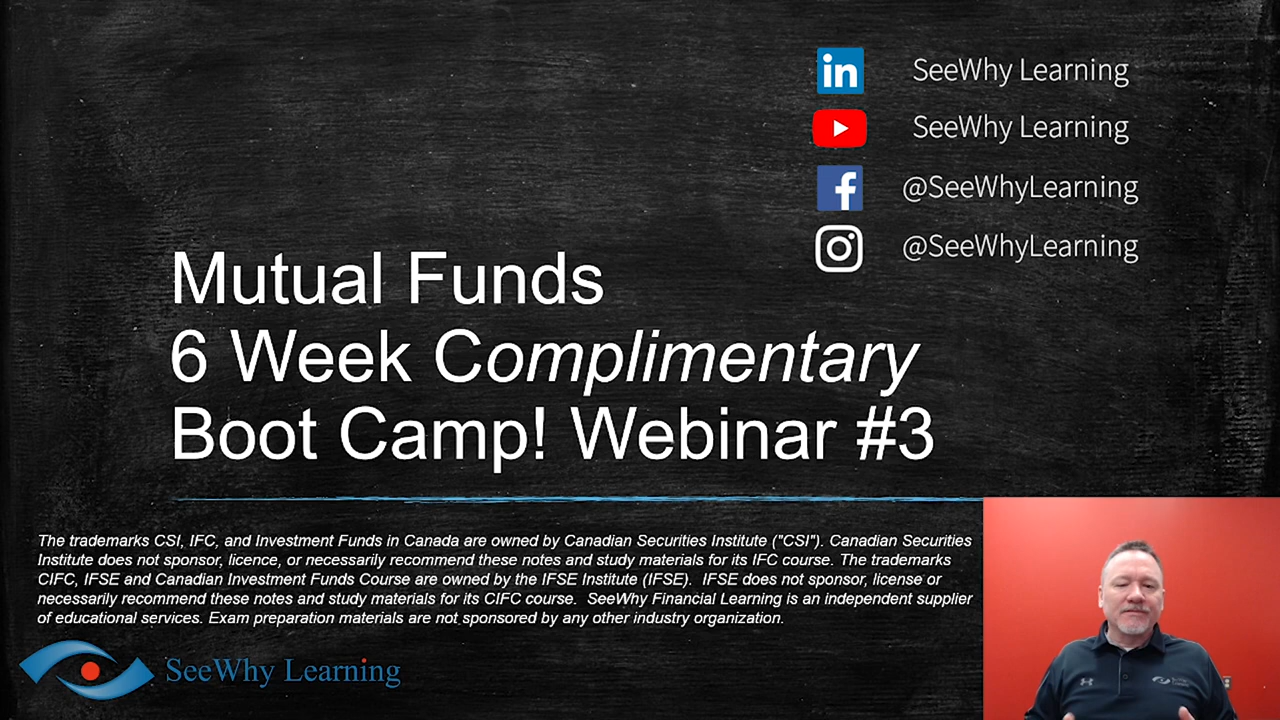 SeeWhy Learning
SeeWhy Learning
@SeeWhyLearning
@SeeWhyLearning
Mutual Funds
6 Week Complimentary
Boot Camp! Webinar #3
The trademarks CSI, IFC, and Investment Funds in Canada are owned by Canadian Securities Institute ("CSI"). Canadian Securities
Institute does not sponsor, licence, or necessarily recommend these notes and study materials for its IFC course. The trademarks
CIFC, IFSE and Canadian Investment Funds Course are owned by the IFSE Institute (IFSE). IFSE does not sponsor, license or
necessarily recommend these notes and study materials for its CIFC course. SeeWhy Financial Learning is an independent supplier
of educational services. Exam preparation materials are not sponsored by any other industry organization.
SeeWhy Learning